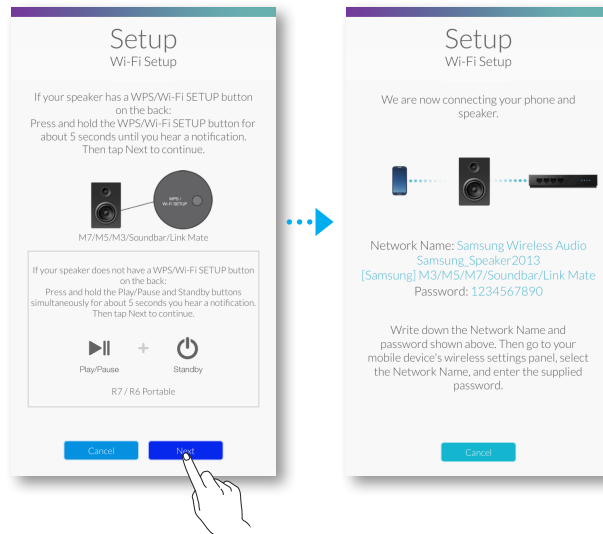 Setup
Wi-Fi Setup
If your speaker has a WPS/Wi-Fi SETUP button
on the back:
Press and hold the WPS/Wi-Fi SETUP button for
about 5 seconds until you hear a notification.
Then tap Next to continue.
WPS /
Wi-Fi SETUP
M7/M5/M3/Soundbar/Link Mate
If your speaker does not have a WPS/Wi-Fi SETUP button
on the back:
Press and hold the Play/Pause and Standby buttons
simultaneously for about 5 seconds you hear a notification.
Then tap Next to continue.
+
Play/Pause Standby
R7 / R6 Portable
Cancel Next
Setup
Wi-Fi Setup
We are now connecting your phone and
speaker.
Network Name: Samsung Wireless Audio
Samsung_Speaker2013
[Samsung] M3/M5/M7/Soundbar/Link Mate
Password: 1234567890
Write down the Network Name and
password shown above. Then go to your
mobile device's wireless settings panel, select
the Network Name, and enter the supplied
password.
Cancel